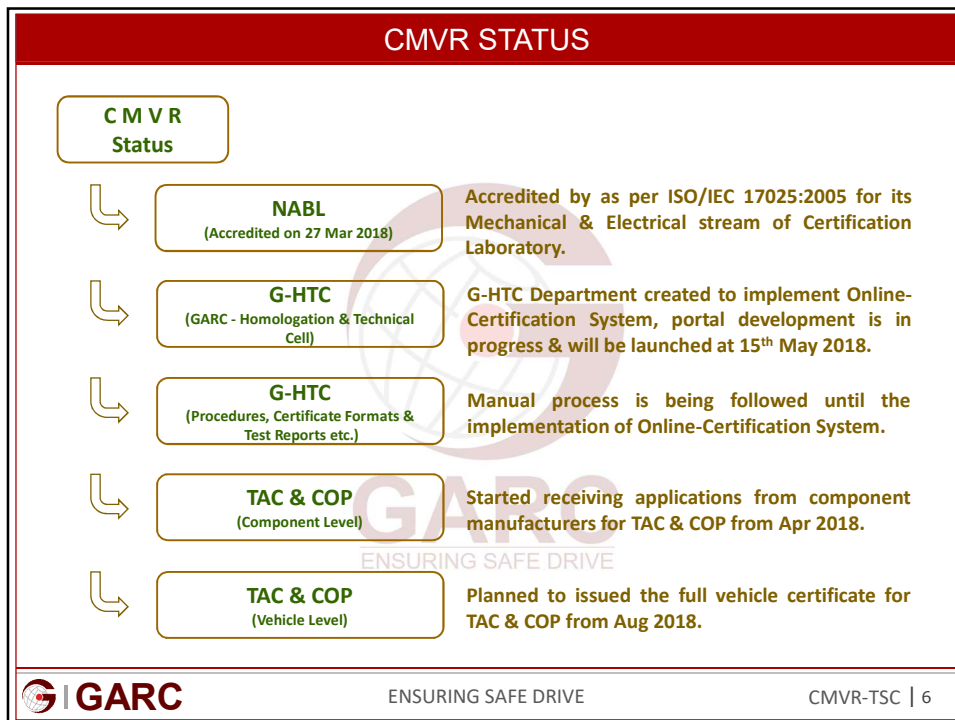 CMVR STATUS
C M V R
Status
NABL
(Accredited on 27 Mar 2018)
Accredited by as per ISO/IEC 17025:2005 for its
Mechanical & Electrical stream of Certification
Laboratory.
G-HTC
(GARC - Homologation & Technical
Cell)
G-HTC Department created to implement Online-
Certification System, portal development is in
progress & will be launched at 15th May 2018.
G-HTC
(Procedures, Certificate Formats &
Test Reports etc.)
Manual process is being followed until the
implementation of Online-Certification System.
TAC & COP
(Component Level)
Started receiving applications from component
manufacturers for TAC & COP from Apr 2018.
GARC
ENSURING SAFE DRIVE
TAC & COP
(Vehicle Level)
Planned to issued the full vehicle certificate for
TAC & COP from Aug 2018.
GARC
ENSURING SAFE DRIVE
CMVR-TSC | 6